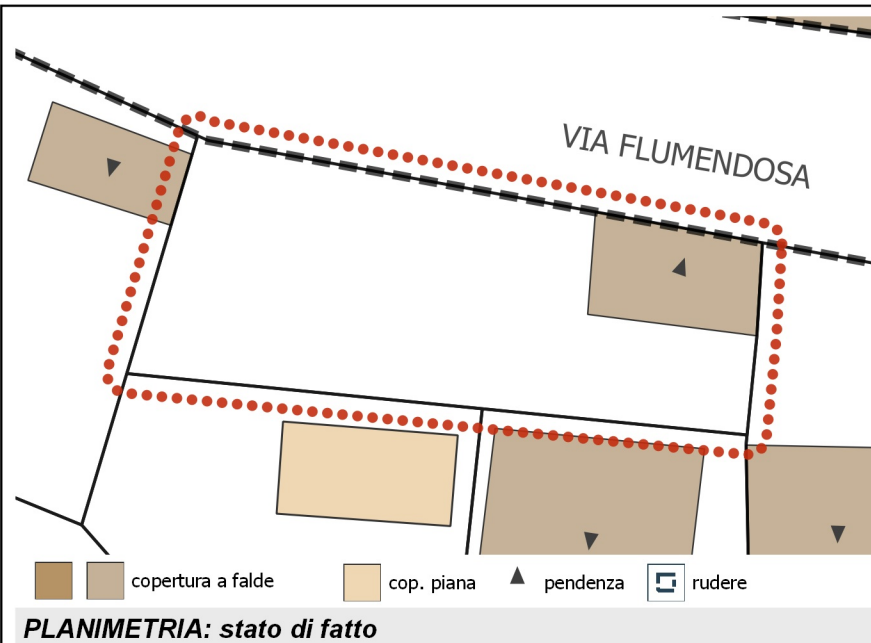 VIA FLUMENDOSA
copertura a falde cop. piana pendenza rudere
PLANIMETRIA: stato di fatto